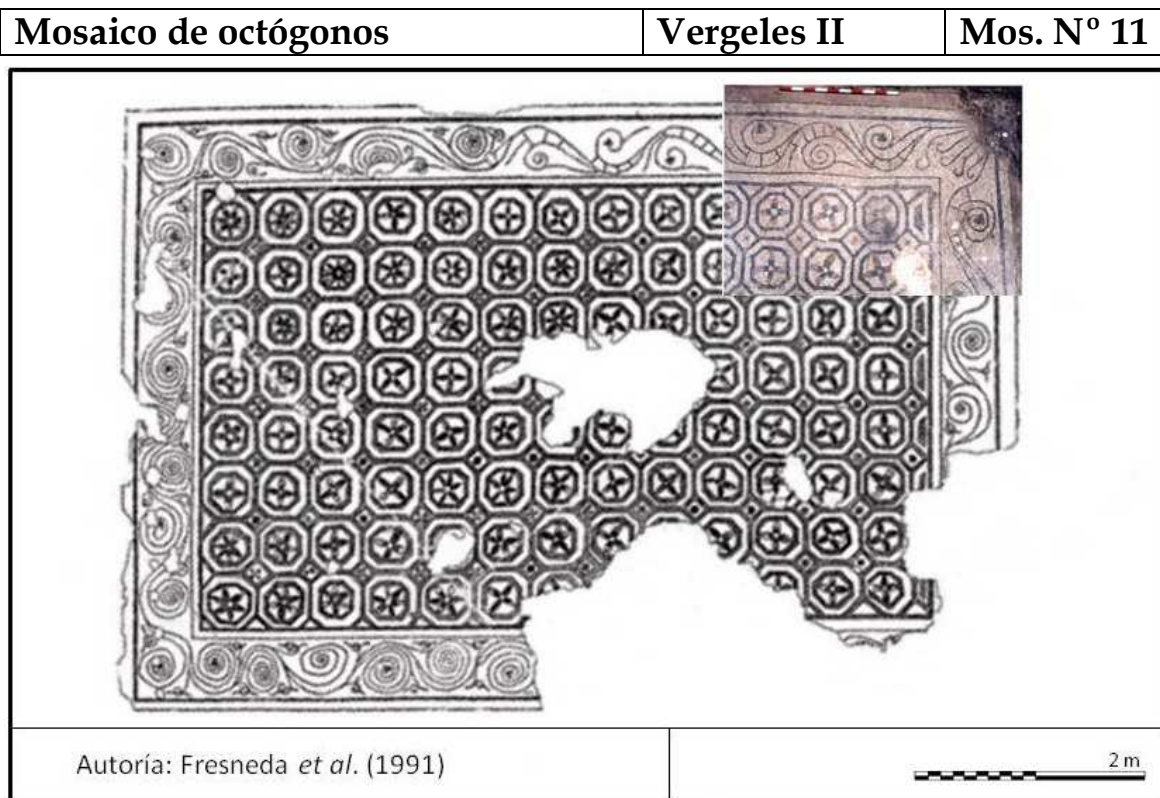 Mosaico de octógonos
Vergeles II
Mos. Nº 11
Autoría: Fresneda et al. (1991)
2 m